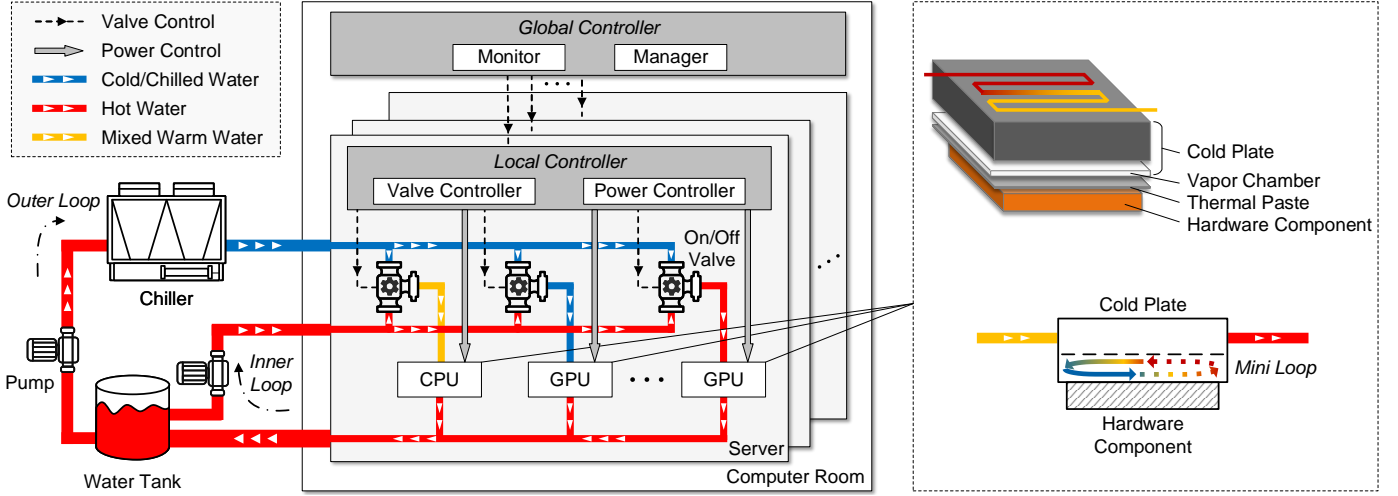 Valve Control
Power Control
Cold/Chilled Water
Hot Water
Mixed Warm Water
Global Controller
Monitor
Manager
...
Local Controller
Valve Controller
Power Controller
Outer Loop
Chiller
On/Off
Valve
...
Pump
Inner
Loop
CPU
GPU
...
GPU
Water Tank
Server
Computer Room
Cold Plate
Vapor Chamber
Thermal Paste
Hardware Component
Cold Plate
Mini Loop
Hardware
Component